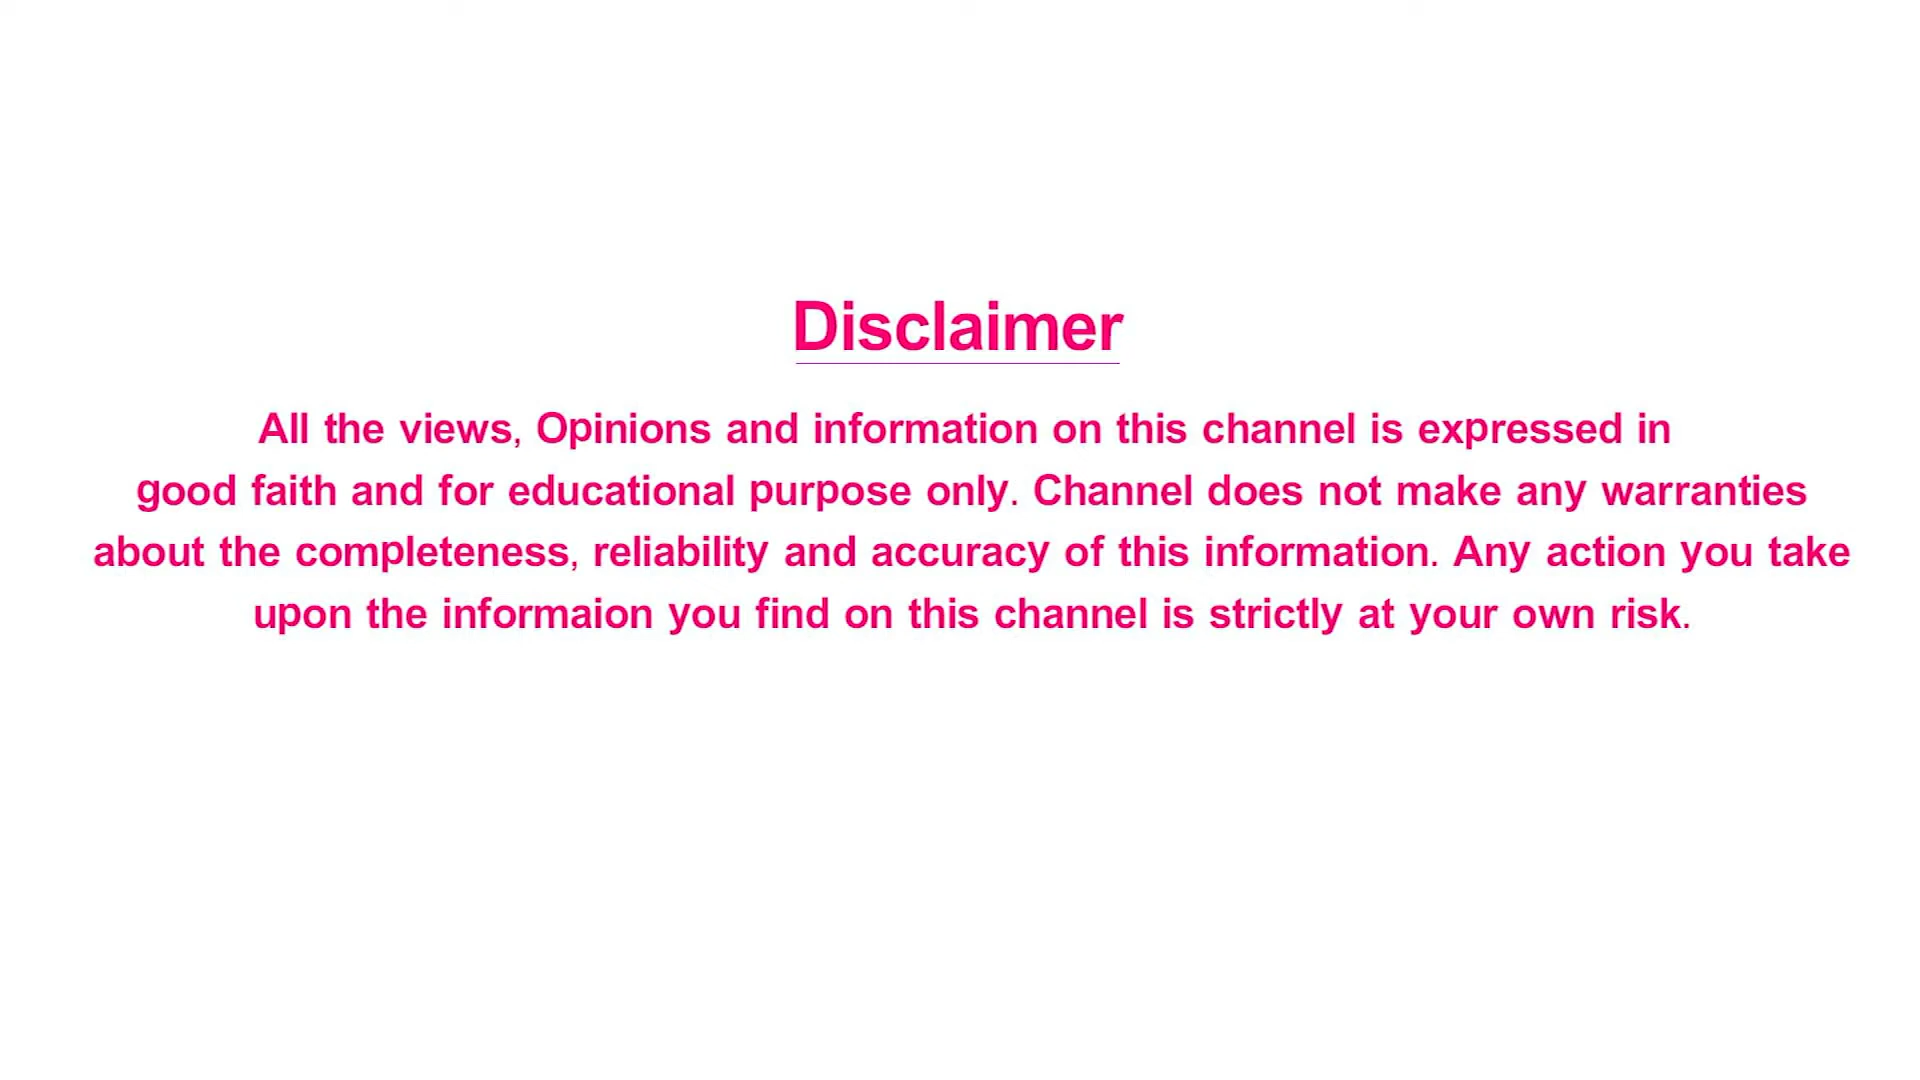 Disclaimer
All the views, Opinions and information on this channel is expressed in
good faith and for educational purpose only. Channel does not make any warranties
about the completeness, reliability and accuracy of this information. Any action you take
upon the informaion you find on this channel is strictly at your own risk.